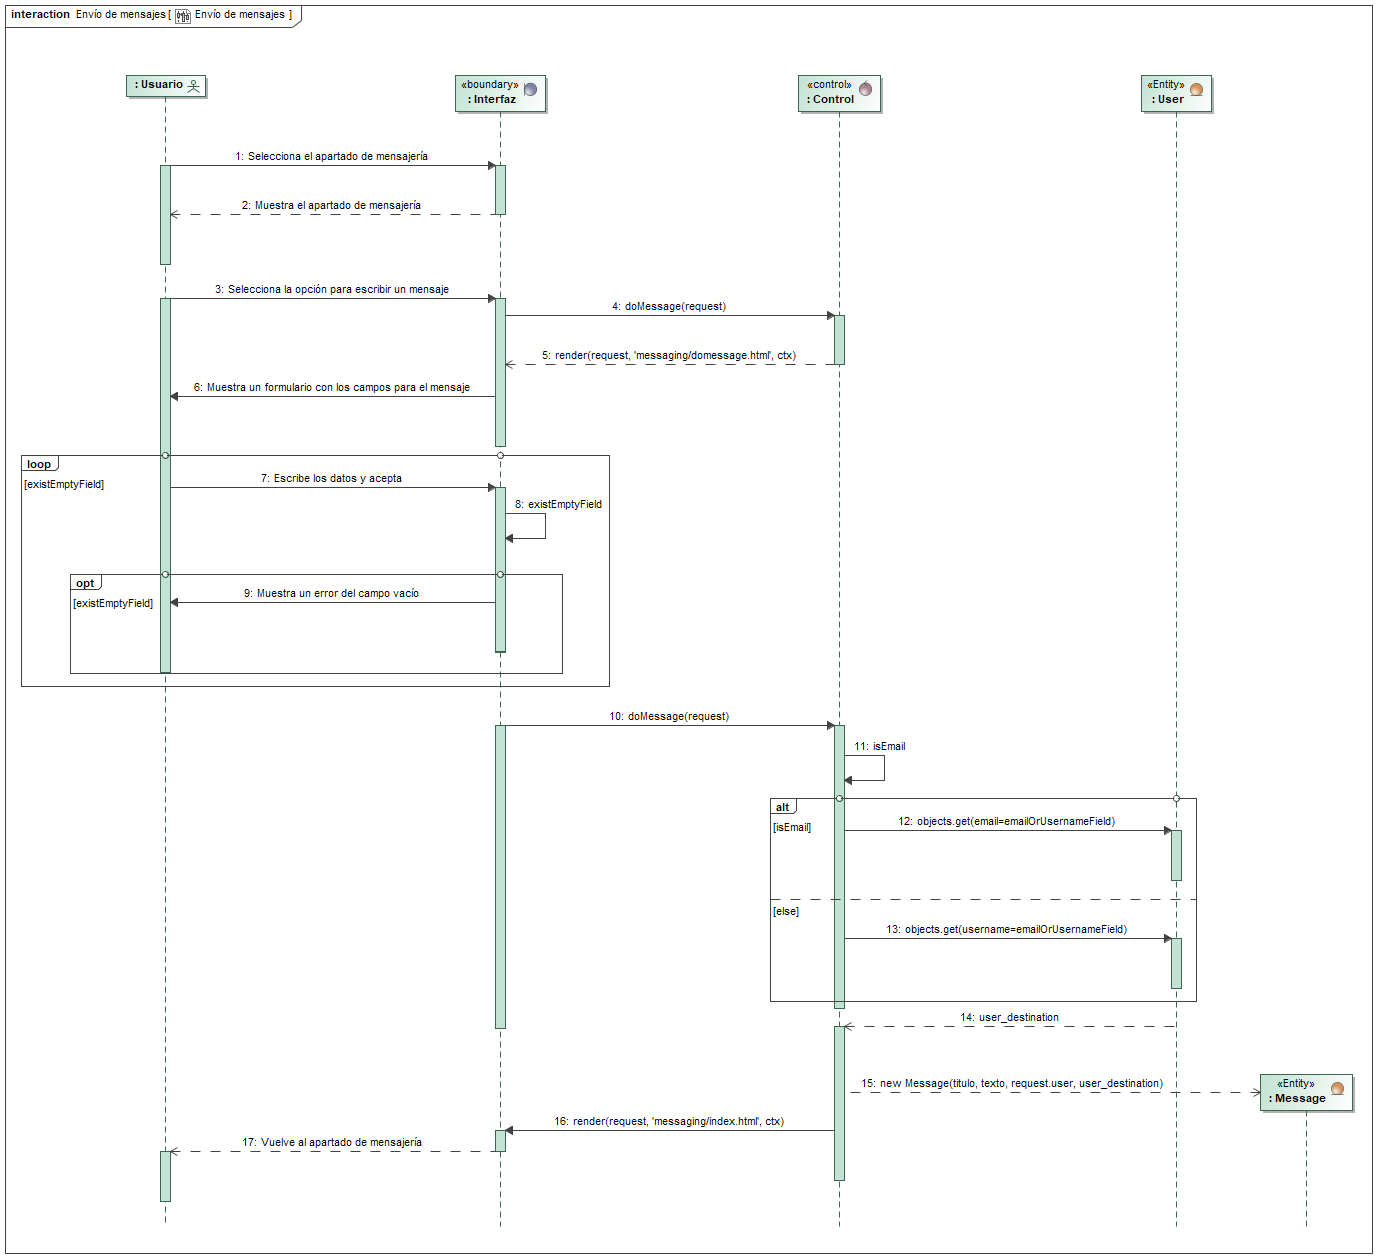 interaction Envío de mensajes [ Envío de mensajes ]
: Usuario
«boundary»
: Interfaz
«control»
: Control
«Entity»
: User
1: Selecciona el apartado de mensajería
2: Muestra el apartado de mensajería
3: Selecciona la opción para escribir un mensaje
4: doMessage(request)
5: render(request, 'messaging/domessage.html', ctx)
6: Muestra un formulario con los campos para el mensaje
loop
[existEmptyField]
7: Escribe los datos y acepta
8: existEmptyField
opt
[existEmptyField]
9: Muestra un error del campo vacío
10: doMessage(request)
11: isEmail
alt
[isEmail]
12: objects.get(email=emailOrUsernameField)
[else]
13: objects.get(username=emailOrUsernameField)
14: user_destination
15: new Message(titulo, texto, request.user, user_destination)
«Entity»
: Message
16: render(request, 'messaging/index.html', ctx)
17: Vuelve al apartado de mensajería